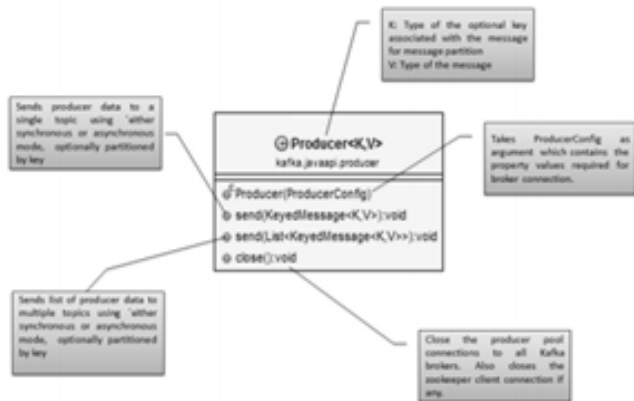 K: Type of the optional key
associated with the message
for message partition
V: Type of the message
Sends producer data to a
single topic using `either
synchronous or asynchronous
mode, optionally partitioned
by key
Producer<K,V>
kafka.javaapi.producer
Takes ProducerConfig as
argument which contains the
property values required for
broker connection.
Producer(ProducerConfig)
send(KeyedMessage<K,V>):void
send(List<KeyedMessage<K,V>>):void
close():void
Sends list of producer data to
multiple topics using `either
synchronous or asynchronous
mode, optionally partitioned
by key
Close the producer pool
connections to all Kafka
brokers. Also closes the
zookeeper client connection if
any.